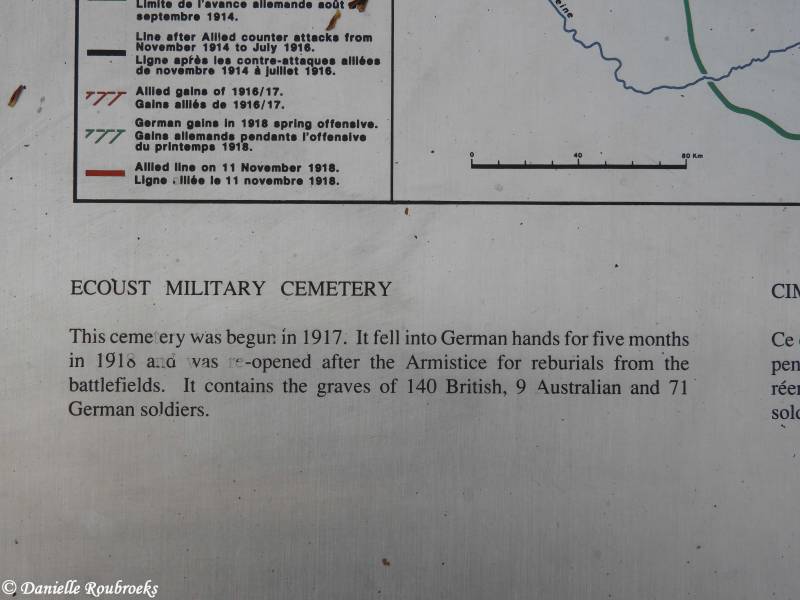 Limite de l'avance allemande août
septembre 1914.
Line after Allied counter attacks from
November 1914 to July 1916.
Ligne après les contre-attaques alliées
de novembre 1914 à juillet 1916.
Allied gains of 1916/17.
Gains alliés de 1916/17.
German gains in 1918 spring offensive.
Gains allemands pendants l'offensive
du printemps 1918.
Allied line on 11 November 1918.
Ligne alliée le 11 novembre 1918.
eine
0 40 80 Km
ECOUST MILITARY CEMETERY
This cemetery was begun in 1917. It fell into German hands for five months
in 1918 and was re-opened after the Armistice for reburials from the
battlefields. It contains the graves of 140 British, 9 Australian and 71
German soldiers.
CIM
Ce
pen
réen
sold
© Danielle Roubroeks